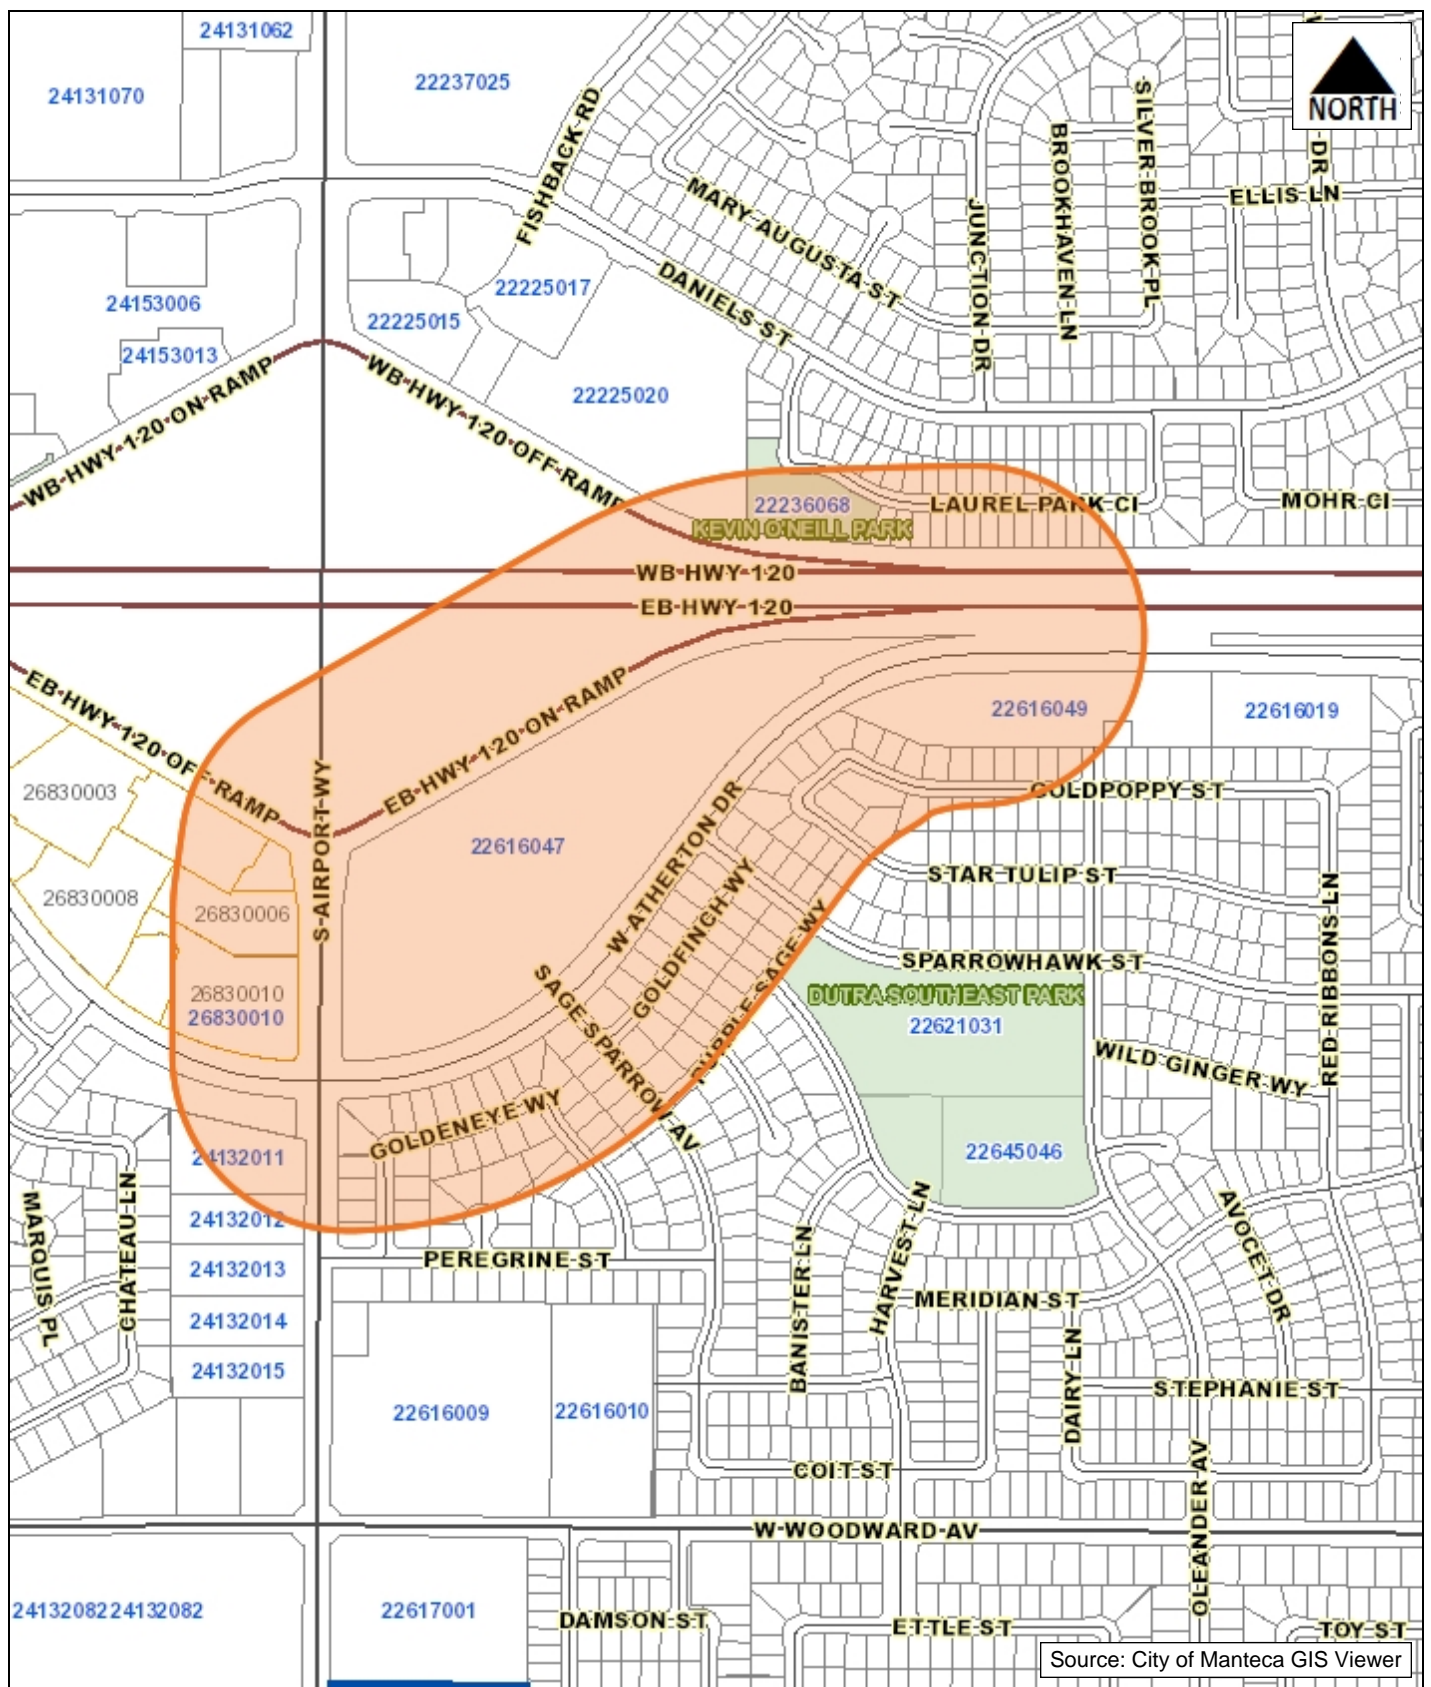 24131062
24131070
22237025
NORTH
FISHBACK RD
SILVER BROOK PL
BROOKHAVEN LN
DR
ELLIS LN
MARY AUGUSTA ST
JUNCTION DR
DANIELS ST
22225017
24153006
22225015
24153013
WB HWY 120 ON RAMP
WB HWY 120 OFF RAMP
22225020
22236068
KEVIN O'NEILL PARK
LAUREL PARK CI
MOHR CI
WB HWY 120
EB HWY 120
EB HWY 120 OFF RAMP
EB HWY 120 ON RAMP
22616049
22616019
26830003
S AIRPORT WY
GOLDPOPPY ST
22616047
W ATHERTON DR
26830008
26830006
GOLDFINCH WY
STAR TULIP ST
RED RIBBONS LN
PURPLE SAGE WY
SAGE SPARROW AV
SPARROWHAWK ST
26830010
26830010
DUTRA SOUTHEAST PARK
22621031
WILD GINGER WY
GOLDENEYE WY
24132011
22645046
MARQUIS PL
CHATEAU LN
24132012
HARVEST LN
AVOCET DR
PEREGRINE ST
24132013
BANISTER LN
MERIDIAN ST
24132014
24132015
DAIRY LN
STEPHANIE ST
22616009
22616010
COIT ST
OLEANDER AV
W WOODWARD AV
24132082
24132082
22617001
DAMSON ST
ETTLE ST
TOY ST
Source: City of Manteca GIS Viewer